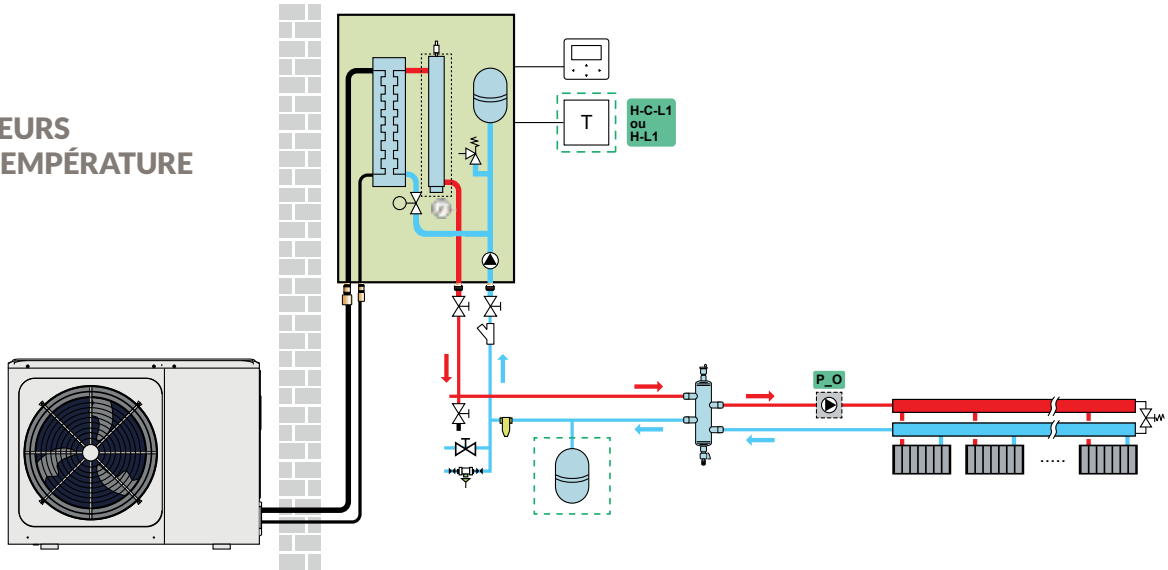 EURS
EMPÉRATURE
T
H-C-L1
ou
H-L1
P_O
.....